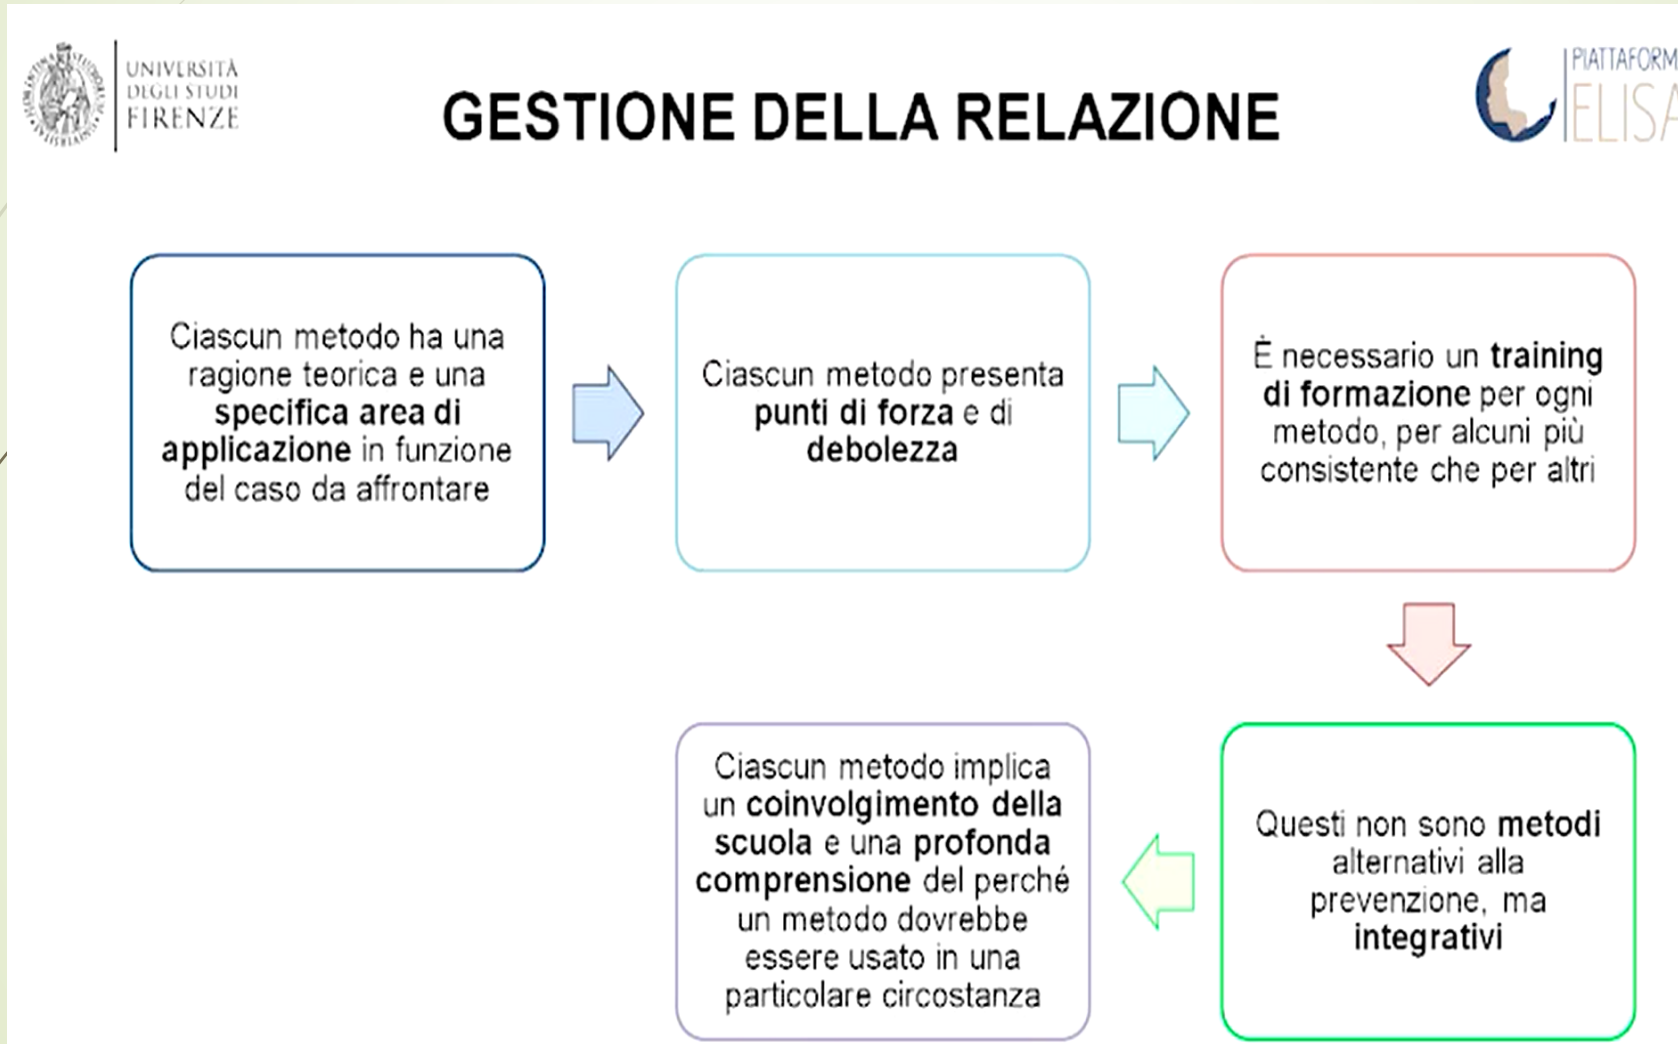 UNIVERSITÀ
DEGLI STUDI
FIRENZE
GESTIONE DELLA RELAZIONE
PIATTAFORM
ELISA
Ciascun metodo ha una
ragione teorica e una
specifica area di
applicazione in funzione
del caso da affrontare
Ciascun metodo presenta
punti di forza e di
debolezza
È necessario un training
di formazione per ogni
metodo, per alcuni più
consistente che per altri
Questi non sono metodi
alternativi alla
prevenzione, ma
integrativi
Ciascun metodo implica
un coinvolgimento della
scuola e una profonda
comprensione del perché
un metodo dovrebbe
essere usato in una
particolare circostanza